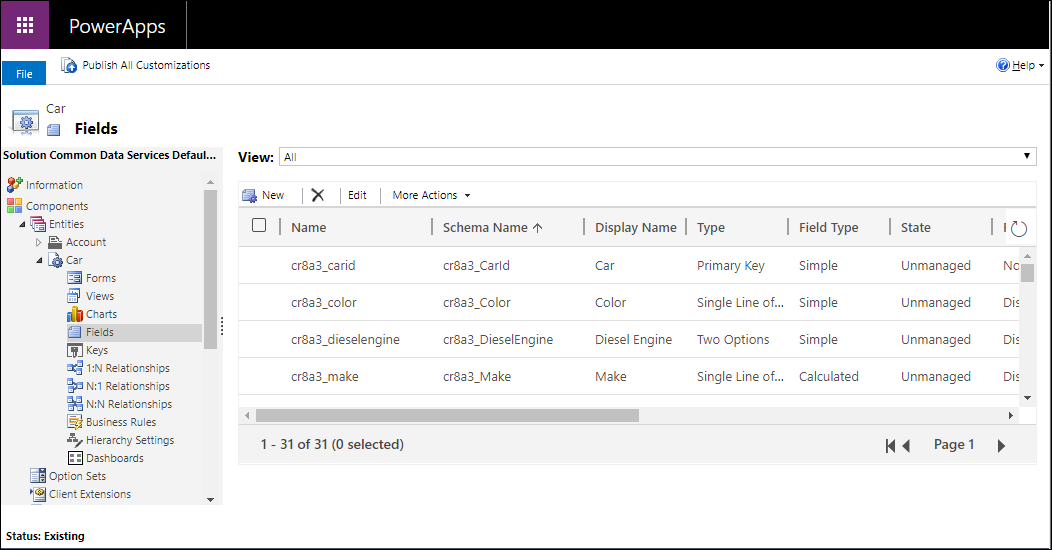 PowerApps
File
Publish All Customizations
Help
Car
Fields
Solution Common Data Services Defaul...
Information
Components
Entities
Account
Car
Forms
Views
Charts
Fields
Keys
1:N Relationships
N:1 Relationships
N:N Relationships
Business Rules
Hierarchy Settings
Dashboards
Option Sets
Client Extensions
View: All
New Edit More Actions
Name Schema Name Display Name Type Field Type State
cr8a3_carid cr8a3_CarId Car Primary Key Simple Unmanaged No
cr8a3_color cr8a3_Color Color Single Line of... Simple Unmanaged Dis
cr8a3_dieselengine cr8a3_DieselEngine Diesel Engine Two Options Simple Unmanaged Dis
cr8a3_make cr8a3_Make Make Single Line of... Calculated Unmanaged Dis
1 - 31 of 31 (0 selected) Page 1
Status: Existing